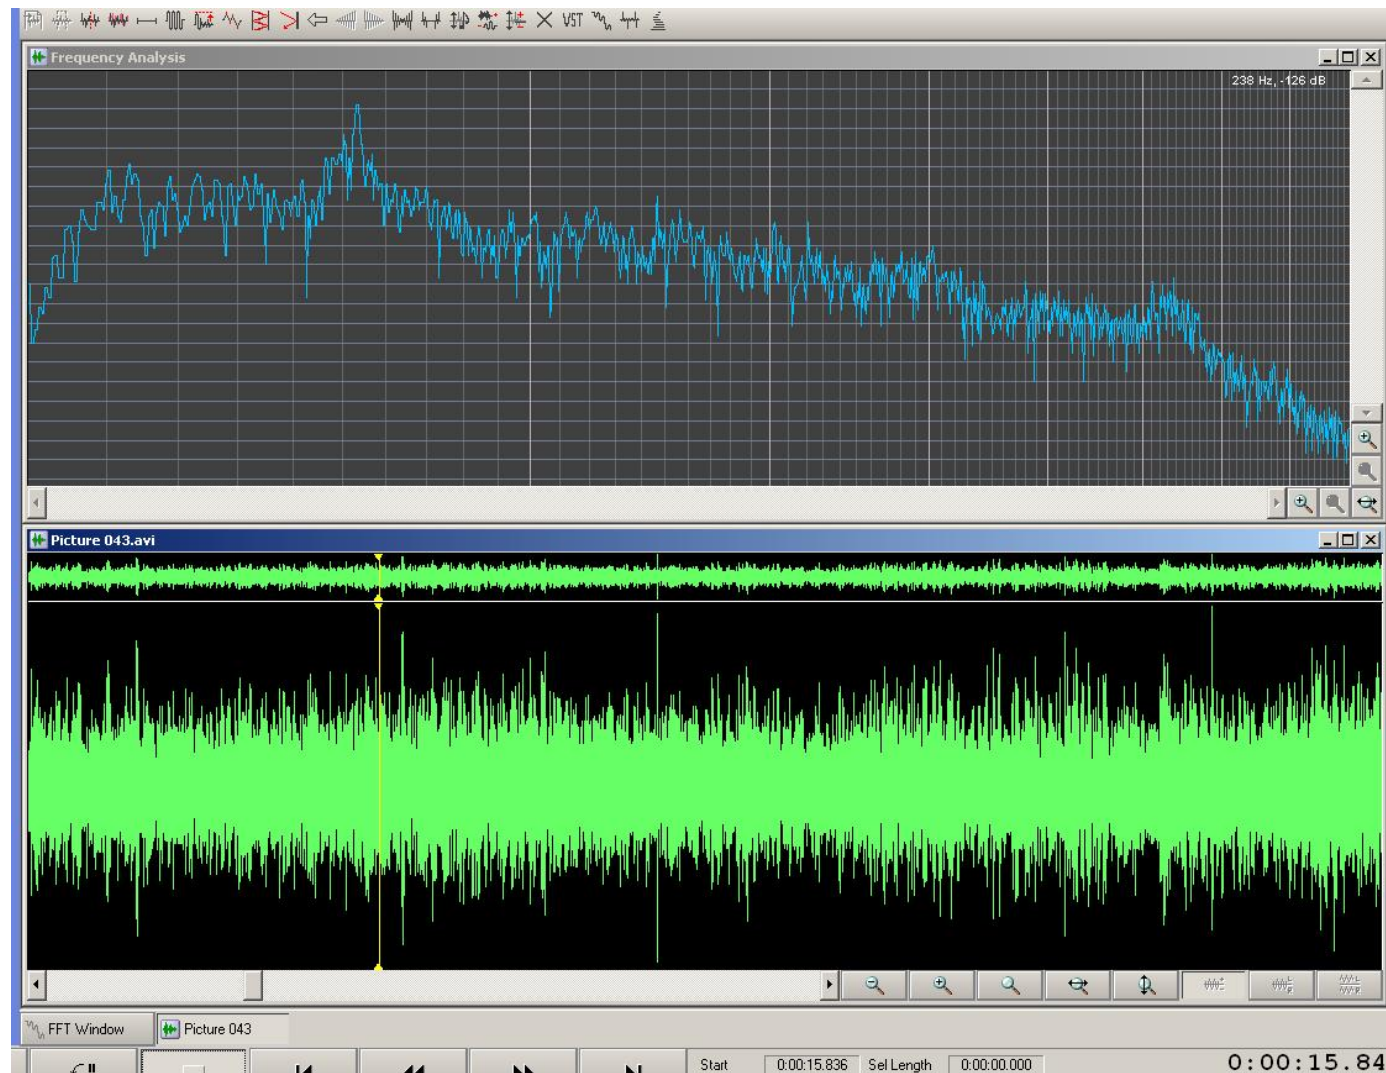 VST
Frequency Analysis
238 Hz, -126 dB
Picture 043.avi
FFT Window
Picture 043
Start 0:00:15.836 Sel Length 0:00:00.000
0:00:15.84